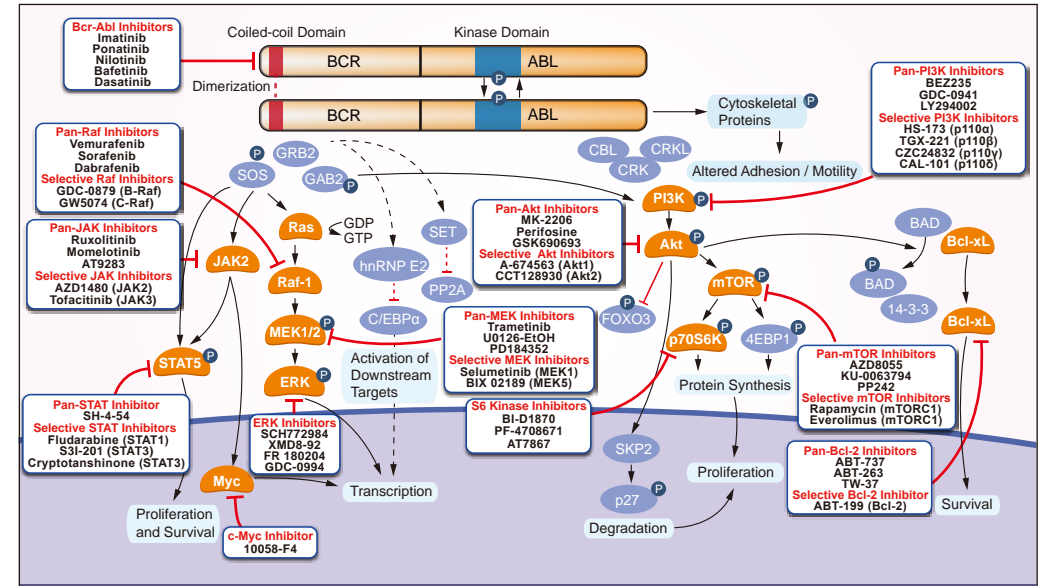 Bcr-Abl Inhibitors
Imatinib
Ponatinib
Nilotinib
Bafetinib
Dasatinib
Coiled-coil Domain
Kinase Domain
BCR
ABL
P
P
Dimerization
BCR
ABL
Cytoskeletal
Proteins
P
Altered Adhesion / Motility
Pan-PI3K Inhibitors
BEZ235
GDC-0941
LY294002
Selective PI3K Inhibitors
HS-173 (p110α)
TGX-221 (p110β)
CZC24832 (p110γ)
CAL-101 (p110δ)
Pan-Raf Inhibitors
Vemurafenib
Sorafenib
Dabrafenib
Selective Raf Inhibitors
GDC-0879 (B-Raf)
GW5074 (C-Raf)
P
SOS
GRB2
GAB2
P
CBL
CRKL
CRK
PI3K
P
Pan-JAK Inhibitors
Ruxolitinib
Momelotinib
AT9283
Selective JAK Inhibitors
AZD1480 (JAK2)
Tofacitinib (JAK3)
JAK2
Ras
GDP
GTP
Raf-1
MEK1/2
P
ERK
P
STAT5
P
hnRNP E2
C/EBPα
SET
PP2A
Activation of
Downstream
Targets
Pan-Akt Inhibitors
MK-2206
Perifosine
GSK690693
Selective Akt Inhibitors
A-674563 (Akt1)
CCT128930 (Akt2)
Akt
P
mTOR
P
FOXO3
P
p70S6K
P
4EBP1
P
Protein Synthesis
BAD
P
BAD
14-3-3
Bcl-xL
Bcl-xL
Pan-MEK Inhibitors
Trametinib
U0126-EtOH
PD184352
Selective MEK Inhibitors
Selumetinib (MEK1)
BIX 02189 (MEK5)
Pan-mTOR Inhibitors
AZD8055
KU-0063794
PP242
Selective mTOR Inhibitors
Rapamycin (mTORC1)
Everolimus (mTORC1)
Pan-STAT Inhibitor
SH-4-54
Selective STAT Inhibitors
Fludarabine (STAT1)
S3I-201 (STAT3)
Cryptotanshinone (STAT3)
ERK Inhibitors
SCH772984
XMD8-92
FR 180204
GDC-0994
S6 Kinase Inhibitors
BI-D1870
PF-4708671
AT7867
Pan-Bcl-2 Inhibitors
ABT-737
ABT-263
TW-37
Selective Bcl-2 Inhibitor
ABT-199 (Bcl-2)
SKP2
p27
P
Degradation
Proliferation
Survival
Myc
Transcription
Proliferation
and Survival
c-Myc Inhibitor
10058-F4